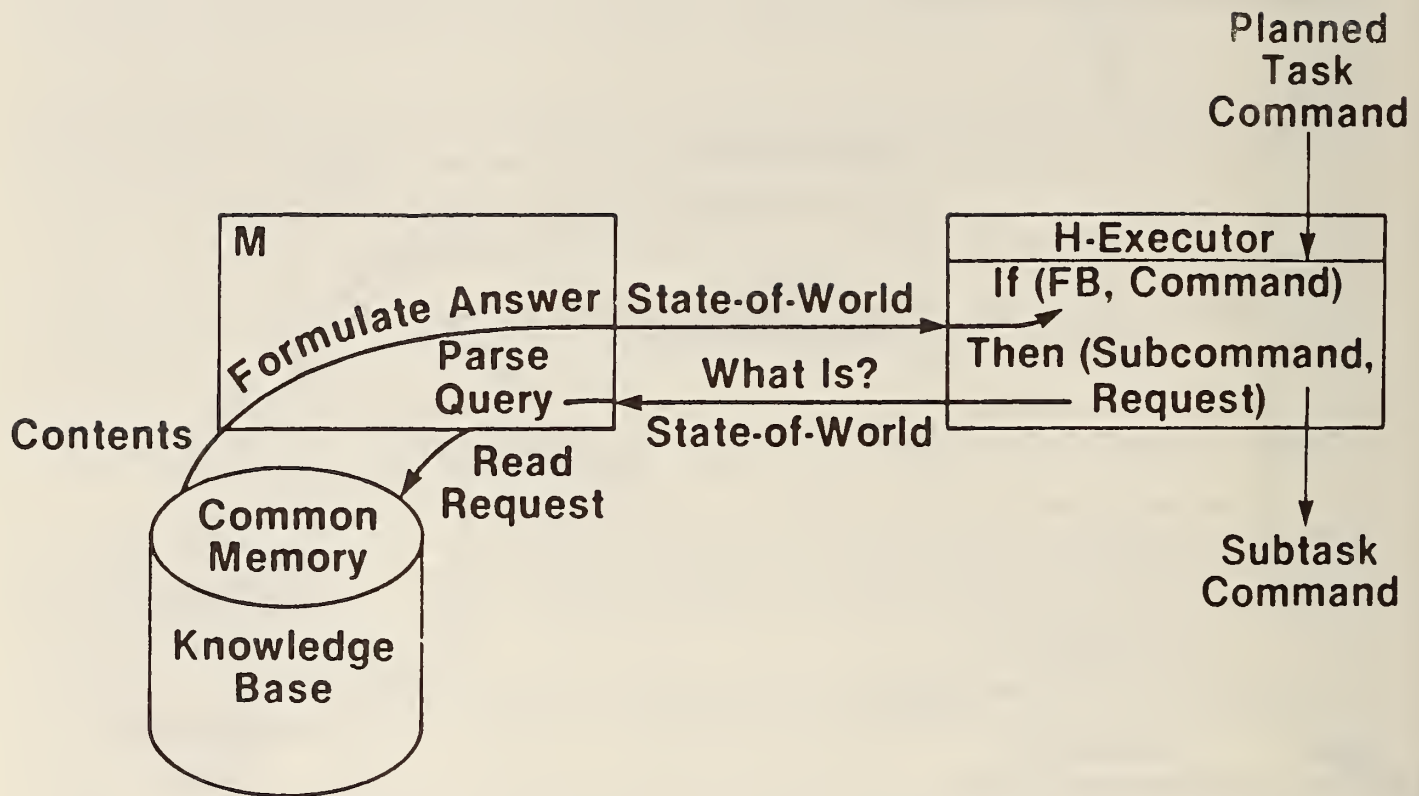 Planned
Task
Command
M
H-Executor
If (FB, Command)
Formulate Answer
State-of-World
Then (Subcommand,
Request)
Parse
Query
What Is?
State-of-World
Contents
Read
Request
Common
Memory
Knowledge
Base
Subtask
Command